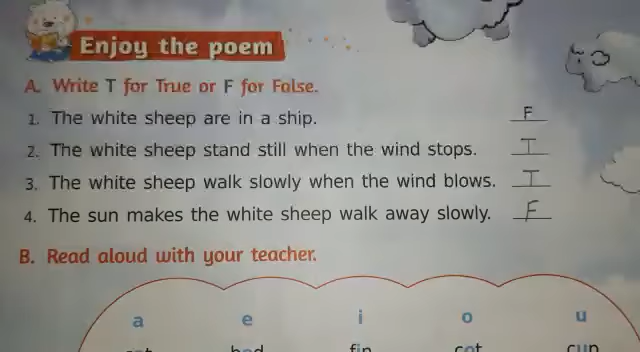 Enjoy the poem
A. Write T for True or F for False.
1. The white sheep are in a ship. F
2. The white sheep stand still when the wind stops. T
3. The white sheep walk slowly when the wind blows. T
4. The sun makes the white sheep walk away slowly. F
B. Read aloud with your teacher.
a e i o u
fin cot cup